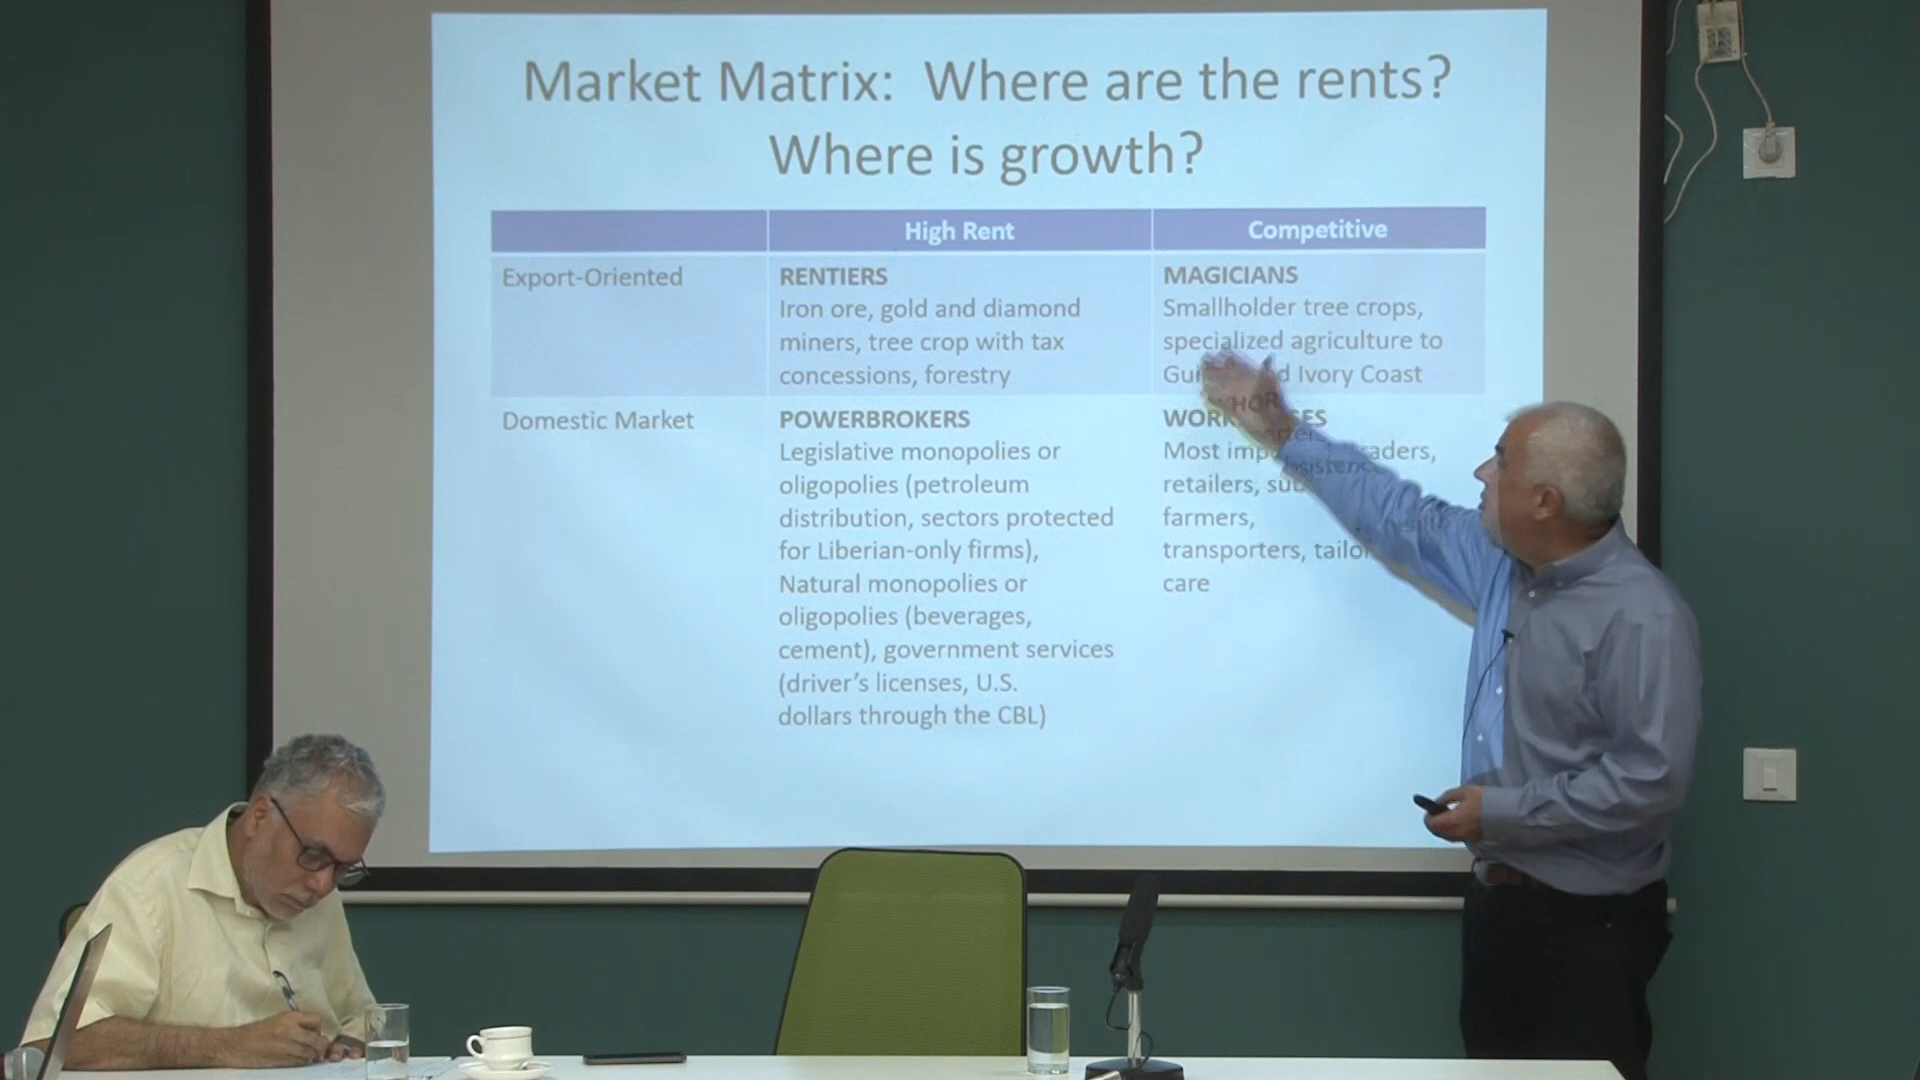 Market Matrix: Where are the rents?
Where is growth?
High Rent
Competitive
Export-Oriented
RENTIERS
Iron ore, gold and diamond
miners, tree crop with tax
concessions, forestry
MAGICIANS
Smallholder tree crops,
specialized agriculture to
Ivory Coast
Domestic Market
POWERBROKERS
Legislative monopolies or
oligopolies (petroleum
distribution, sectors protected
for Liberian-only firms),
Natural monopolies or
oligopolies (beverages,
cement), government services
(driver's licenses, U.S.
dollars through the CBL)
Most
retailers,
farmers,
transporters,
care